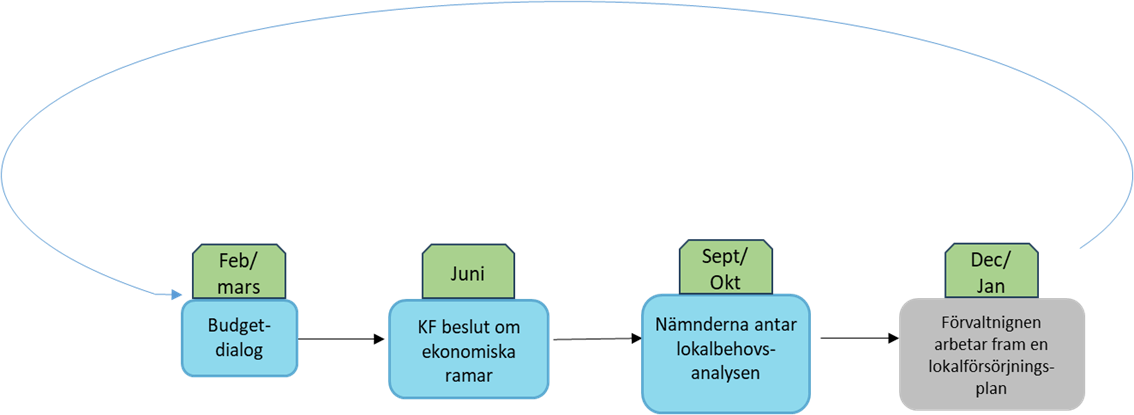 Feb/
mars
Budget-
dialog
Juni
KF beslut om
ekonomiska
ramar
Sept/
Okt
Nämnderna antar
lokalbehovs-
analysen
Dec/
Jan
Förvaltnignen
arbetar fram en
lokalförsörjnings-
plan